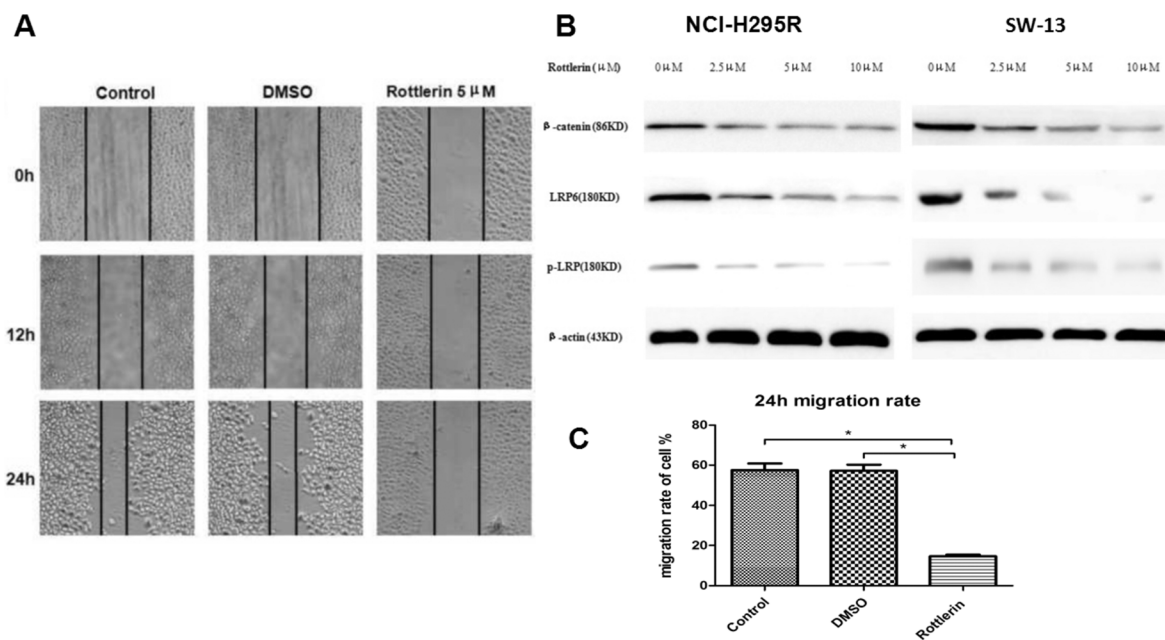 A
Control DMSO Rottlerin 5 μM
0h
12h
24h
B
NCI-H295R SW-13
Rottlerin (μM) 0μM 2.5μM 5μM 10μM 0μM 2.5μM 5μM 10μM
β-catenin(86KD)
LRP6(180KD)
p-LRP(180KD)
β-actin(43KD)
C
24h migration rate
migration rate of cell %
80
60
40
20
0
* 
*
Control DMSO Rottlerin